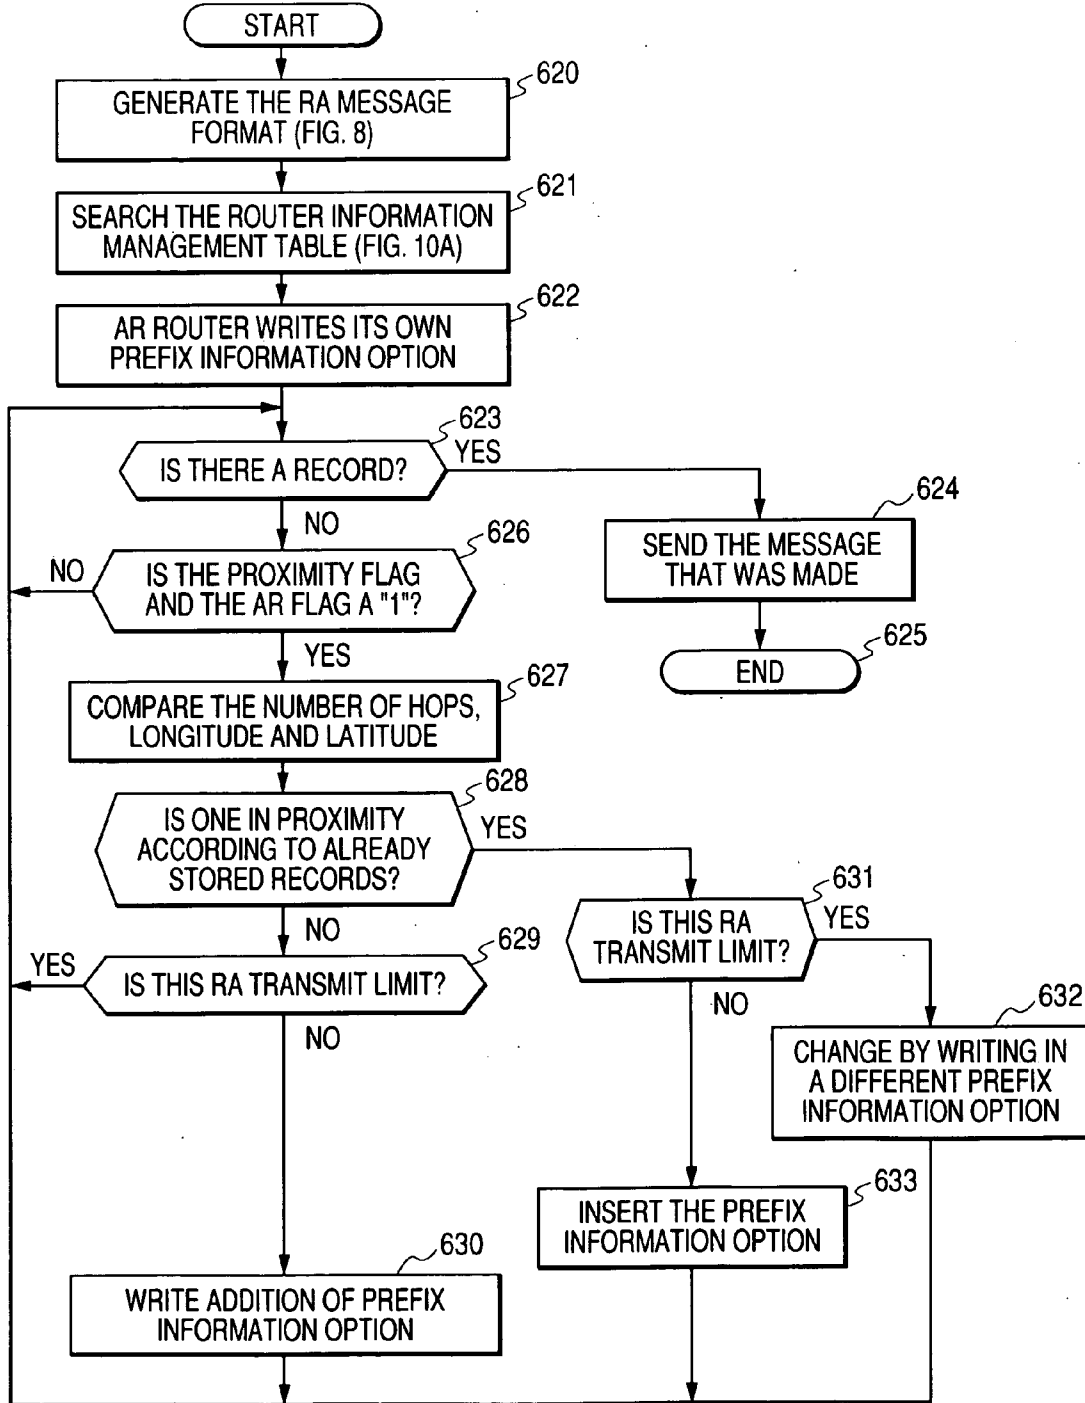 START
620
GENERATE THE RA MESSAGE
FORMAT (FIG. 8)
621
SEARCH THE ROUTER INFORMATION
MANAGEMENT TABLE (FIG. 10A)
622
AR ROUTER WRITES ITS OWN
PREFIX INFORMATION OPTION
623
IS THERE A RECORD?
YES
NO
624
SEND THE MESSAGE
THAT WAS MADE
625
END
626
NO
IS THE PROXIMITY FLAG
AND THE AR FLAG A "1"?
YES
627
COMPARE THE NUMBER OF HOPS,
LONGITUDE AND LATITUDE
628
IS ONE IN PROXIMITY
ACCORDING TO ALREADY
STORED RECORDS?
YES
NO
629
YES
IS THIS RA TRANSMIT LIMIT?
NO
631
IS THIS RA
TRANSMIT LIMIT?
YES
NO
632
CHANGE BY WRITING IN
A DIFFERENT PREFIX
INFORMATION OPTION
633
INSERT THE PREFIX
INFORMATION OPTION
630
WRITE ADDITION OF PREFIX
INFORMATION OPTION